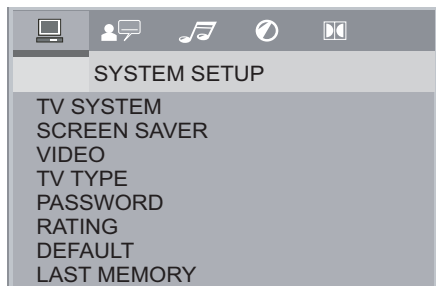 SYSTEM SETUP
TV SYSTEM
SCREEN SAVER
VIDEO
TV TYPE
PASSWORD
RATING
DEFAULT
LAST MEMORY